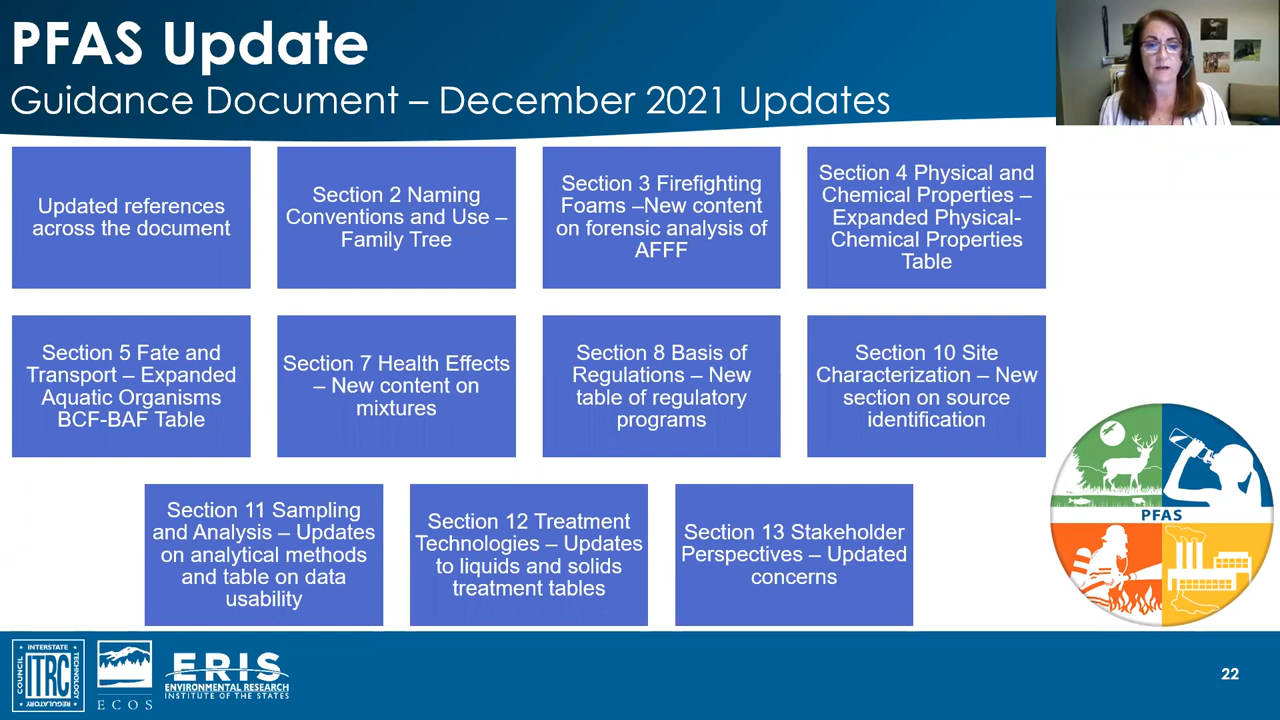 PFAS Update
Guidance Document – December 2021 Updates
Updated references
across the document
Section 2 Naming
Conventions and Use –
Family Tree
Section 3 Firefighting
Foams –New content
on forensic analysis of
AFFF
Section 4 Physical and
Chemical Properties –
Expanded Physical-
Chemical Properties
Table
Section 5 Fate and
Transport – Expanded
Aquatic Organisms
BCF-BAF Table
Section 7 Health Effects
– New content on
mixtures
Section 8 Basis of
Regulations – New
table of regulatory
programs
Section 10 Site
Characterization – New
section on source
identification
Section 11 Sampling
and Analysis – Updates
on analytical methods
and table on data
usability
Section 12 Treatment
Technologies – Updates
to liquids and solids
treatment tables
Section 13 Stakeholder
Perspectives – Updated
concerns
PFAS
INTERSTATE
TECHNOLOGY
REGULATORY
COUNCIL
ITRC
ECOS
ERIS
ENVIRONMENTAL RESEARCH
INSTITUTE OF THE STATES
22